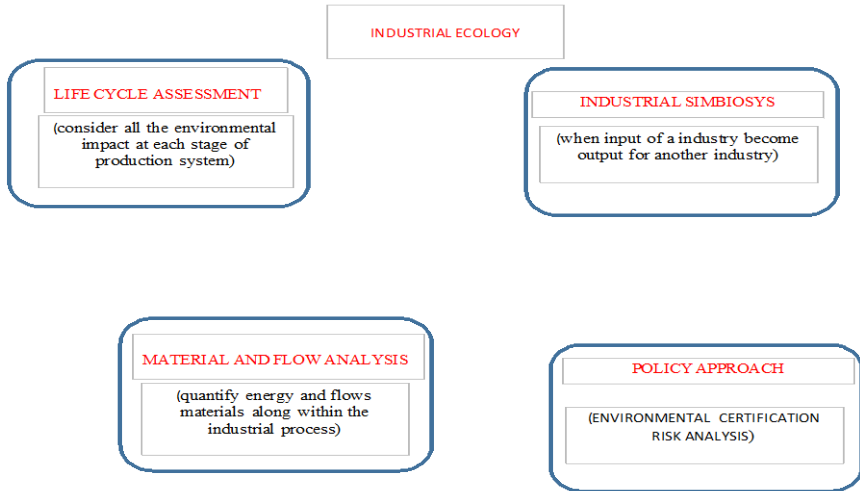 INDUSTRIAL ECOLOGY
LIFE CYCLE ASSESSMENT
(consider all the environmental
impact at each stage of
production system)
INDUSTRIAL SIMBIOSYS
(when input of a industry become
output for another industry)
MATERIAL AND FLOW ANALYSIS
(quantify energy and flows
materials along within the
industrial process)
POLICY APPROACH
(ENVIRONMENTAL CERTIFICATION
RISK ANALYSIS)